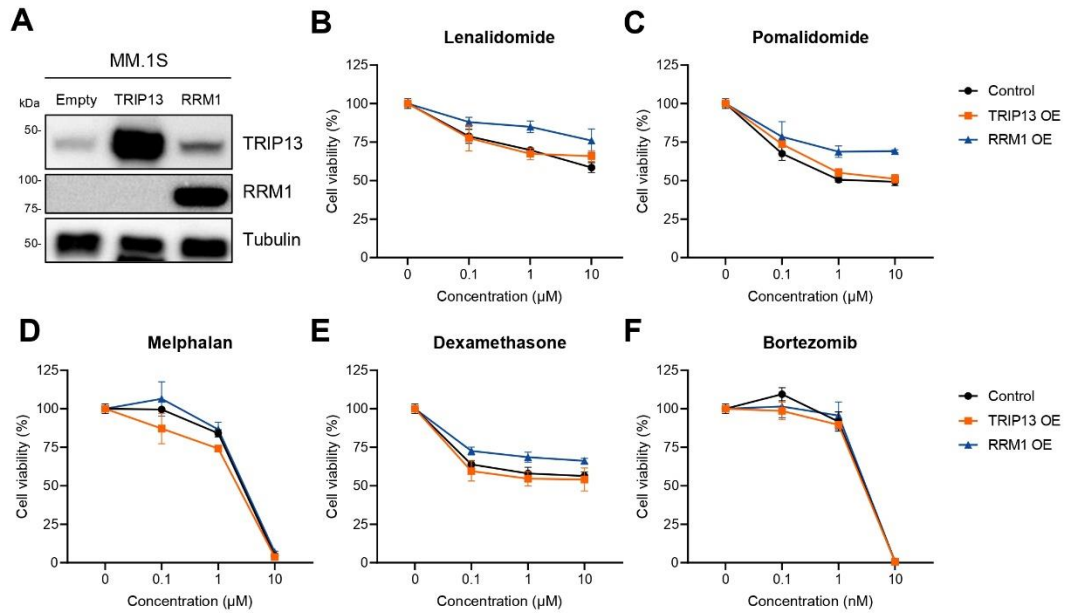 A
MM.1S
kDa
Empty TRIP13 RRM1
50-
TRIP13
100-
75-
RRM1
50-
Tubulin
B
Lenalidomide
Cell viability (%)
125
100
75
50
25
0
0 0.1 1 10
Concentration (µM)
C
Pomalidomide
Cell viability (%)
125
100
75
50
25
0
0 0.1 1 10
Concentration (µM)
Control
TRIP13 OE
RRM1 OE
D
Melphalan
Cell viability (%)
125
100
75
50
25
0
0 0.1 1 10
Concentration (µM)
E
Dexamethasone
Cell viability (%)
125
100
75
50
25
0
0 0.1 1 10
Concentration (µM)
F
Bortezomib
Cell viability (%)
125
100
75
50
25
0
0 0.1 1 10
Concentration (nM)
Control
TRIP13 OE
RRM1 OE